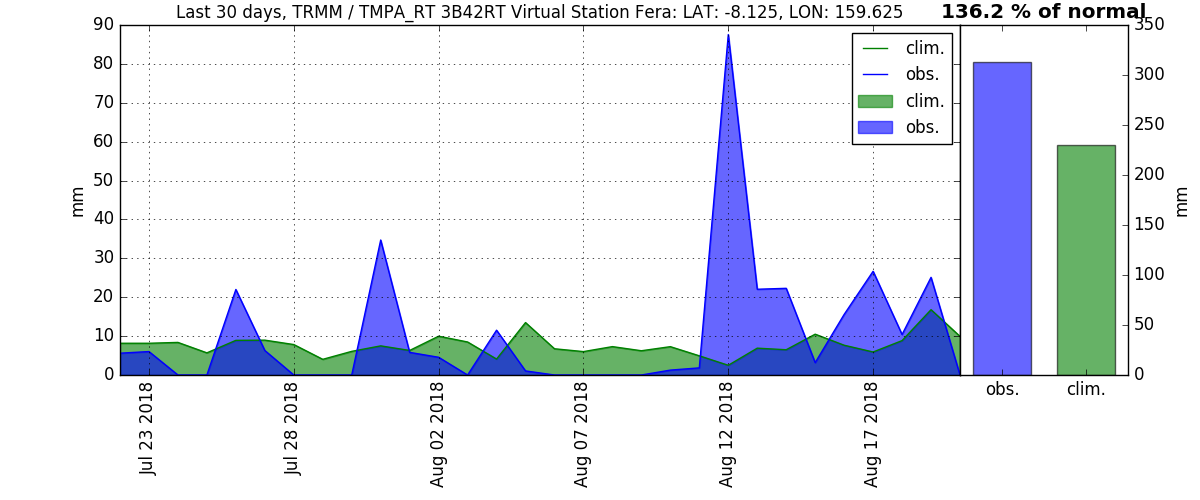 Last 30 days, TRMM / TMPA_RT 3B42RT Virtual Station Fera: LAT: -8.125, LON: 159.625
136.2 % of normal
90
80
70
60
50
40
30
20
10
0
mm
clim.
obs.
clim.
obs.
Jul 23 2018
Jul 28 2018
Aug 02 2018
Aug 07 2018
Aug 12 2018
Aug 17 2018
350
300
250
200
150
100
50
0
mm
obs.
clim.